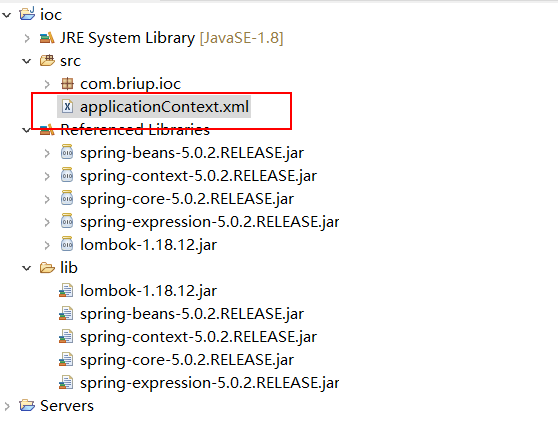 ioc
JRE System Library [JavaSE-1.8]
src
com.briup.ioc
applicationContext.xml
Referenced Libraries
spring-beans-5.0.2.RELEASE.jar
spring-context-5.0.2.RELEASE.jar
spring-core-5.0.2.RELEASE.jar
spring-expression-5.0.2.RELEASE.jar
lombok-1.18.12.jar
lib
lombok-1.18.12.jar
spring-beans-5.0.2.RELEASE.jar
spring-context-5.0.2.RELEASE.jar
spring-core-5.0.2.RELEASE.jar
spring-expression-5.0.2.RELEASE.jar
Servers